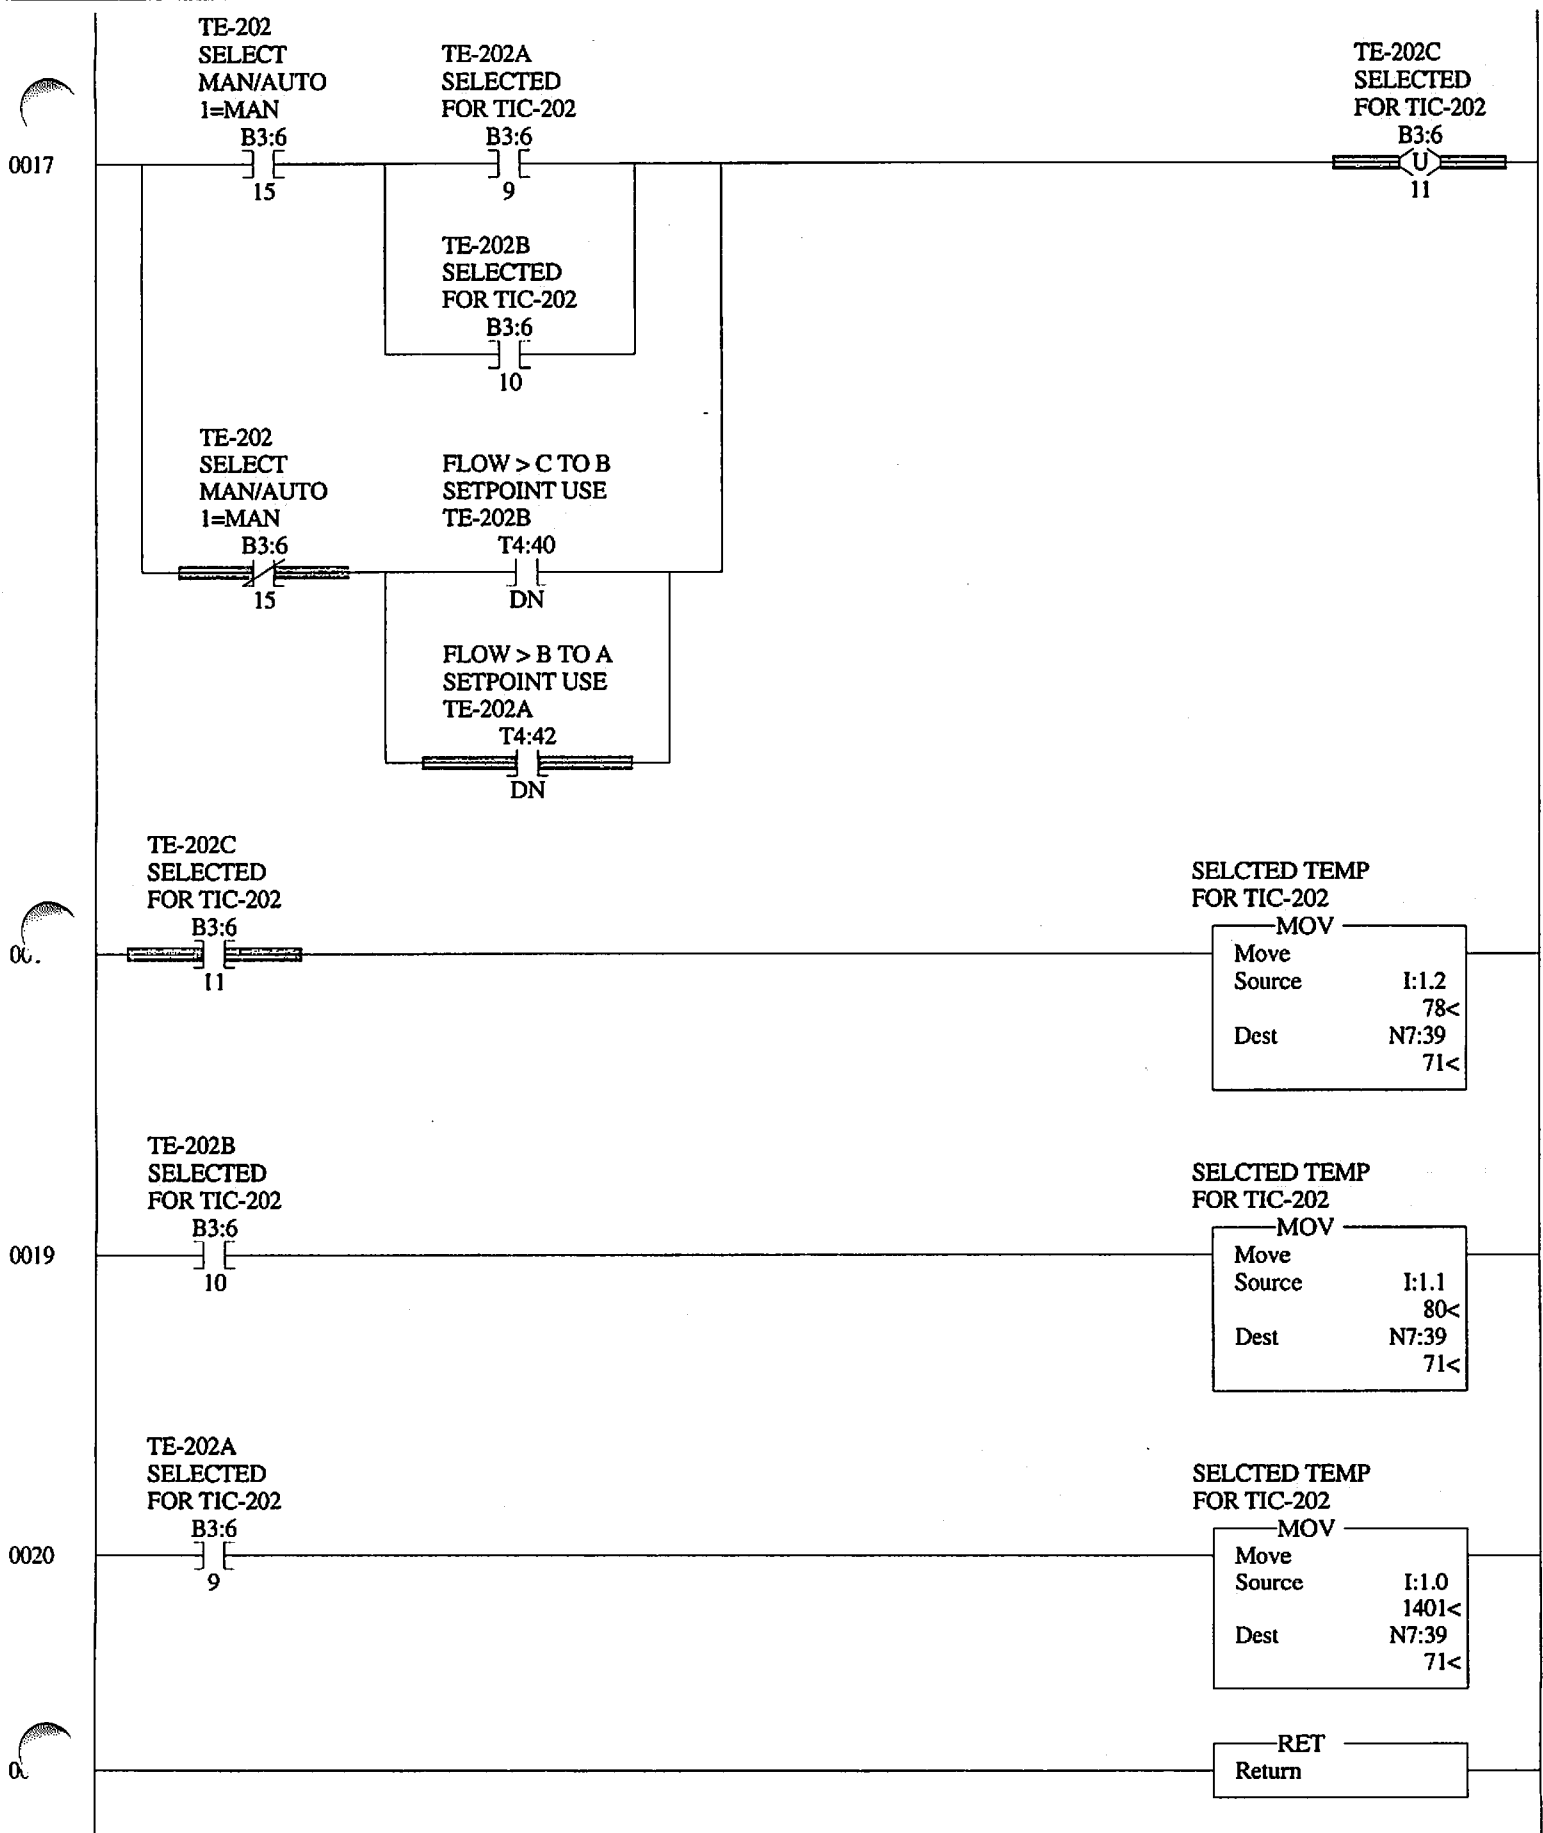 TE-202
SELECT
MAN/AUTO
1=MAN
B3:6
15
TE-202A
SELECTED
FOR TIC-202
B3:6
9
TE-202C
SELECTED
FOR TIC-202
B3:6
U
11
0017
TE-202B
SELECTED
FOR TIC-202
B3:6
10
TE-202
SELECT
MAN/AUTO
1=MAN
B3:6
15
FLOW > C TO B
SETPOINT USE
TE-202B
T4:40
DN
FLOW > B TO A
SETPOINT USE
TE-202A
T4:42
DN
TE-202C
SELECTED
FOR TIC-202
B3:6
11
SELCTED TEMP
FOR TIC-202
MOV
Move
Source I:1.2
78<
Dest N7:39
71<
TE-202B
SELECTED
FOR TIC-202
B3:6
10
0019
SELCTED TEMP
FOR TIC-202
MOV
Move
Source I:1.1
80<
Dest N7:39
71<
TE-202A
SELECTED
FOR TIC-202
B3:6
9
0020
SELCTED TEMP
FOR TIC-202
MOV
Move
Source I:1.0
1401<
Dest N7:39
71<
RET
Return